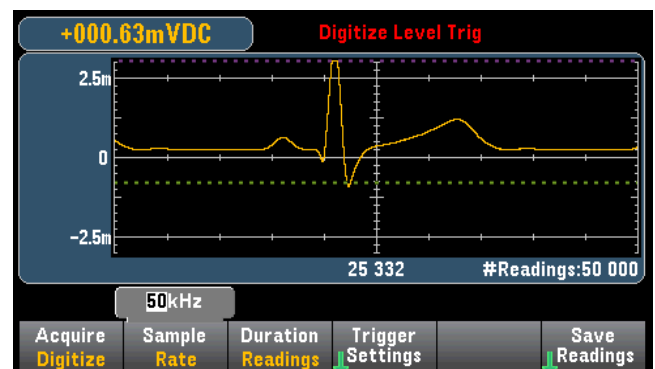 +000.63mVDC
Digitize Level Trig
2.5m
0
-2.5m
25 332
#Readings:50 000
50kHz
Acquire
Digitize
Sample
Rate
Duration
Readings
Trigger
Settings
Save
Readings